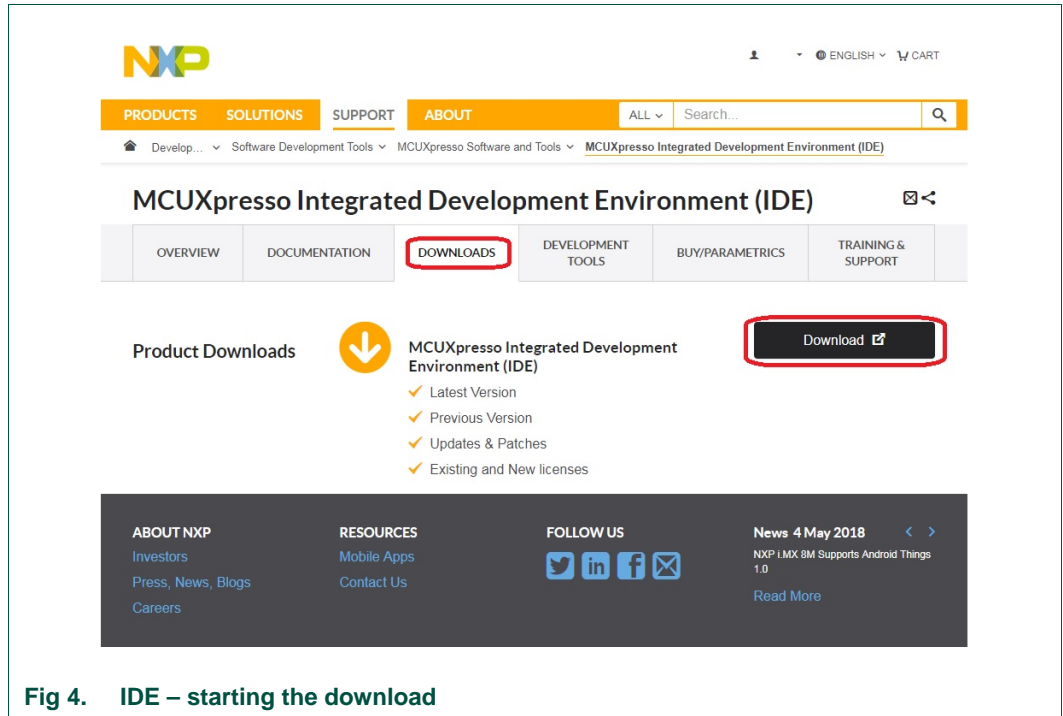 NXP
ENGLISH CART
PRODUCTS SOLUTIONS SUPPORT ABOUT ALL Search...
Develop... Software Development Tools MCUXpresso Software and Tools MCUXpresso Integrated Development Environment (IDE)
MCUXpresso Integrated Development Environment (IDE)
OVERVIEW DOCUMENTATION DOWNLOADS DEVELOPMENT TOOLS BUY/PARAMETRICS TRAINING & SUPPORT
Product Downloads
MCUXpresso Integrated Development
Environment (IDE)
Latest Version
Previous Version
Updates & Patches
Existing and New licenses
Download
ABOUT NXP
Investors
Press, News, Blogs
Careers
RESOURCES
Mobile Apps
Contact Us
FOLLOW US
in f
News 4 May 2018
NXP i.MX 8M Supports Android Things
1.0
Read More
Fig 4. IDE – starting the download